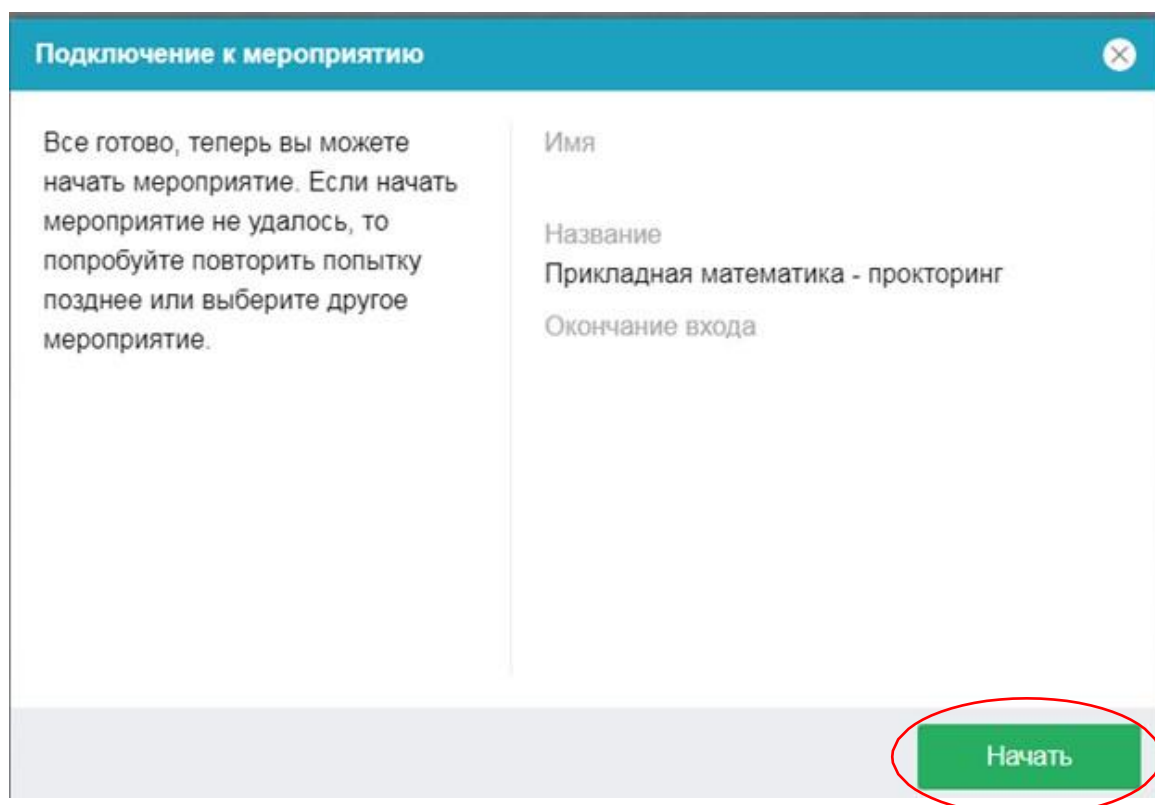 Подключение к мероприятию
Все готово, теперь вы можете
начать мероприятие. Если начать
мероприятие не удалось, то
попробуйте повторить попытку
позднее или выберите другое
мероприятие.
Имя
Название
Прикладная математика - прокторинг
Окончание входа
Начать